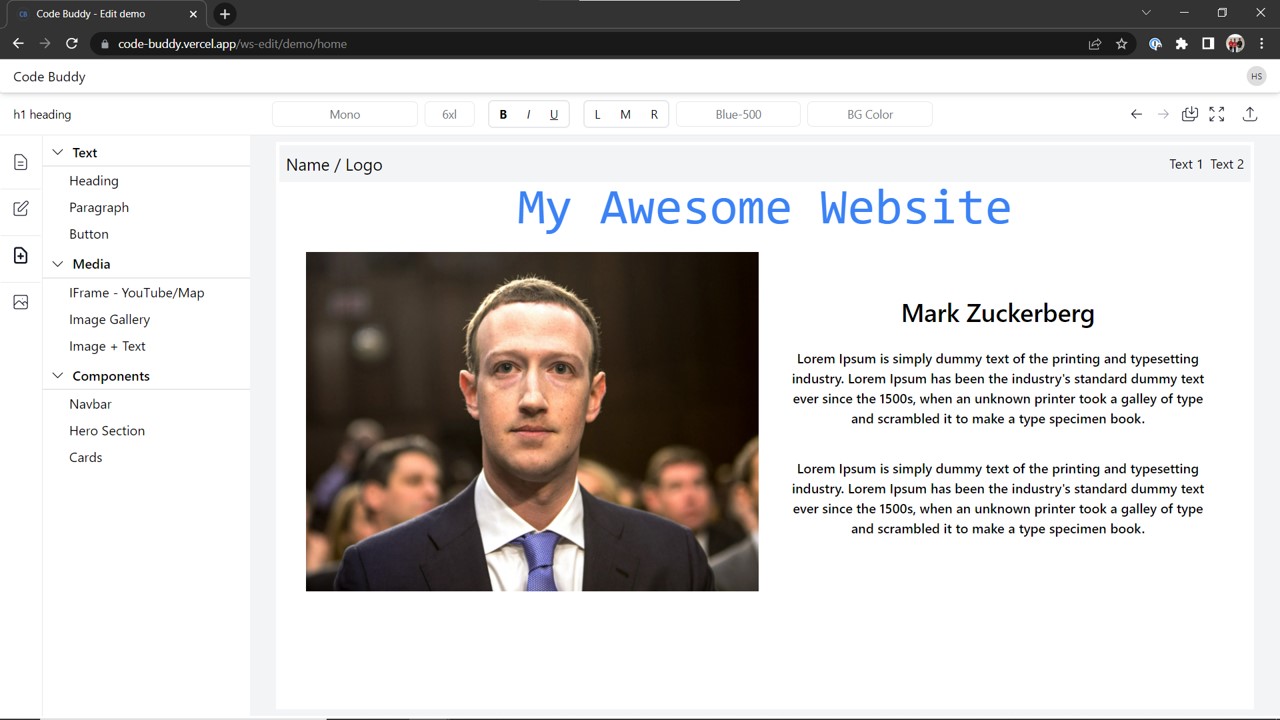 Code Buddy - Edit demo
code-buddy.vercel.app/ws-edit/demo/home
Code Buddy
HS
h1 heading
Mono
6xl
B I U
L M R
Blue-500
BG Color
Text
Heading
Paragraph
Button
Media
IFrame - YouTube/Map
Image Gallery
Image + Text
Components
Navbar
Hero Section
Cards
Name / Logo
Text 1 Text 2
My Awesome Website
Mark Zuckerberg
Lorem Ipsum is simply dummy text of the printing and typesetting
industry. Lorem Ipsum has been the industry's standard dummy text
ever since the 1500s, when an unknown printer took a galley of type
and scrambled it to make a type specimen book.
Lorem Ipsum is simply dummy text of the printing and typesetting
industry. Lorem Ipsum has been the industry's standard dummy text
ever since the 1500s, when an unknown printer took a galley of type
and scrambled it to make a type specimen book.